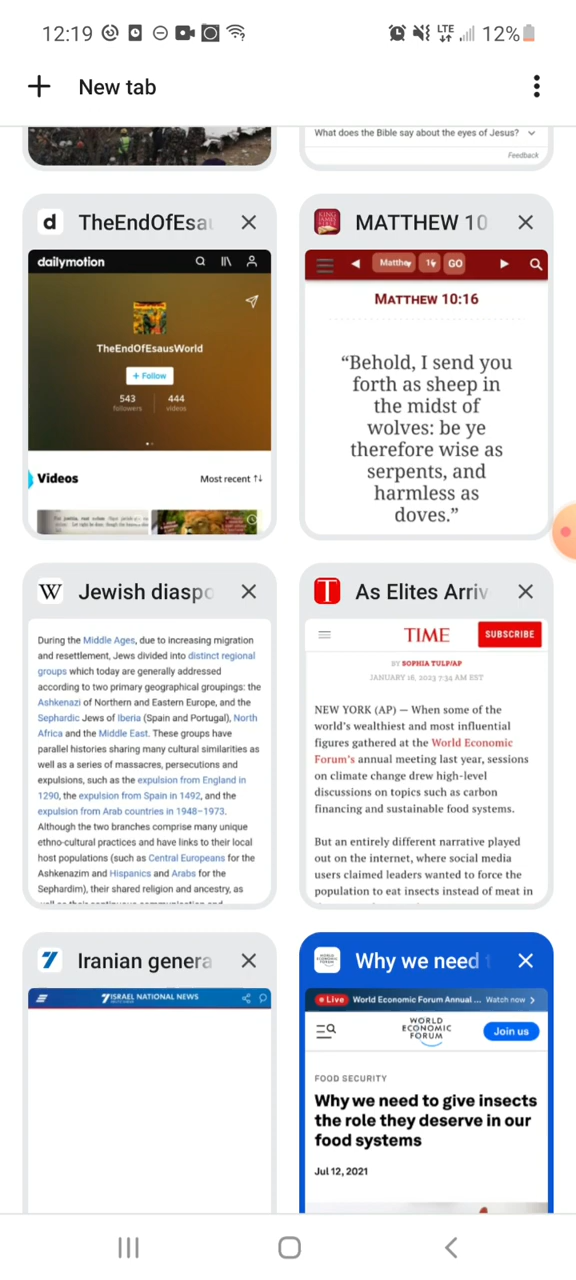 12:19
LTE
12%
+ New tab
What does the Bible say about the eyes of Jesus?
Feedback
d TheEndOfEsau
dailymotion
TheEndOfEsausWorld
+ Follow
543 444
followers videos
Videos Most recent
MATTHEW 10
KING JAMES BIBLE
GO
MATTHEW 10:16
“Behold, I send you
forth as sheep in
the midst of
wolves: be ye
therefore wise as
serpents, and
harmless as
doves.”
W Jewish diaspo
During the Middle Ages, due to increasing migration
and resettlement, Jews divided into distinct regional
groups which today are generally addressed
according to two primary geographical groupings: the
Ashkenazi of Northern and Eastern Europe, and the
Sephardic Jews of Iberia (Spain and Portugal), North
Africa and the Middle East. These groups have
parallel histories sharing many cultural similarities as
well as a series of massacres, persecutions and
expulsions, such as the expulsion from England in
1290, the expulsion from Spain in 1492, and the
expulsion from Arab countries in 1948–1973.
Although the two branches comprise many unique
ethno-cultural practices and have links to their local
host populations (such as Central Europeans for the
Ashkenazim and Hispanics and Arabs for the
Sephardim), their shared religion and ancestry, as
T As Elites Arriv
TIME
SUBSCRIBE
BY SOPHIA TULP/AP
JANUARY 16, 2023 7:34 AM EST
NEW YORK (AP) — When some of the
world's wealthiest and most influential
figures gathered at the World Economic
Forum's annual meeting last year, sessions
on climate change drew high-level
discussions on topics such as carbon
financing and sustainable food systems.
But an entirely different narrative played
out on the internet, where social media
users claimed leaders wanted to force the
population to eat insects instead of meat in
7 Iranian genera
7 ISRAEL NATIONAL NEWS
Why we need t
Live World Economic Forum Annual ... Watch now
WORLD
ECONOMIC
FORUM
Join us
FOOD SECURITY
Why we need to give insects
the role they deserve in our
food systems
Jul 12, 2021